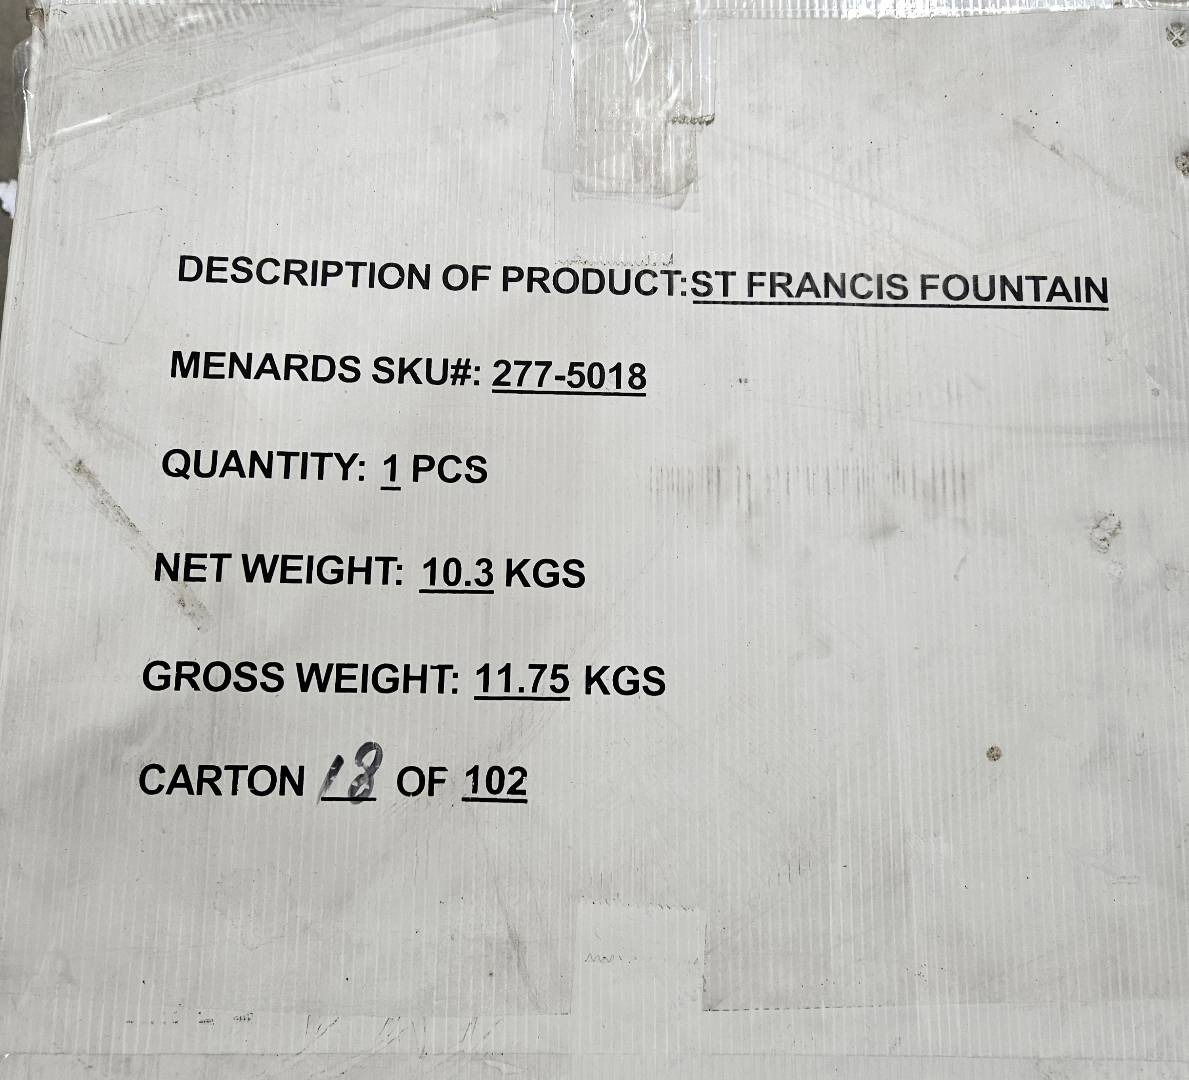 DESCRIPTION OF PRODUCT:ST FRANCIS FOUNTAIN
MENARDS SKU#: 277-5018
QUANTITY: 1 PCS
NET WEIGHT: 10.3 KGS
GROSS WEIGHT: 11.75 KGS
CARTON 18 OF 102